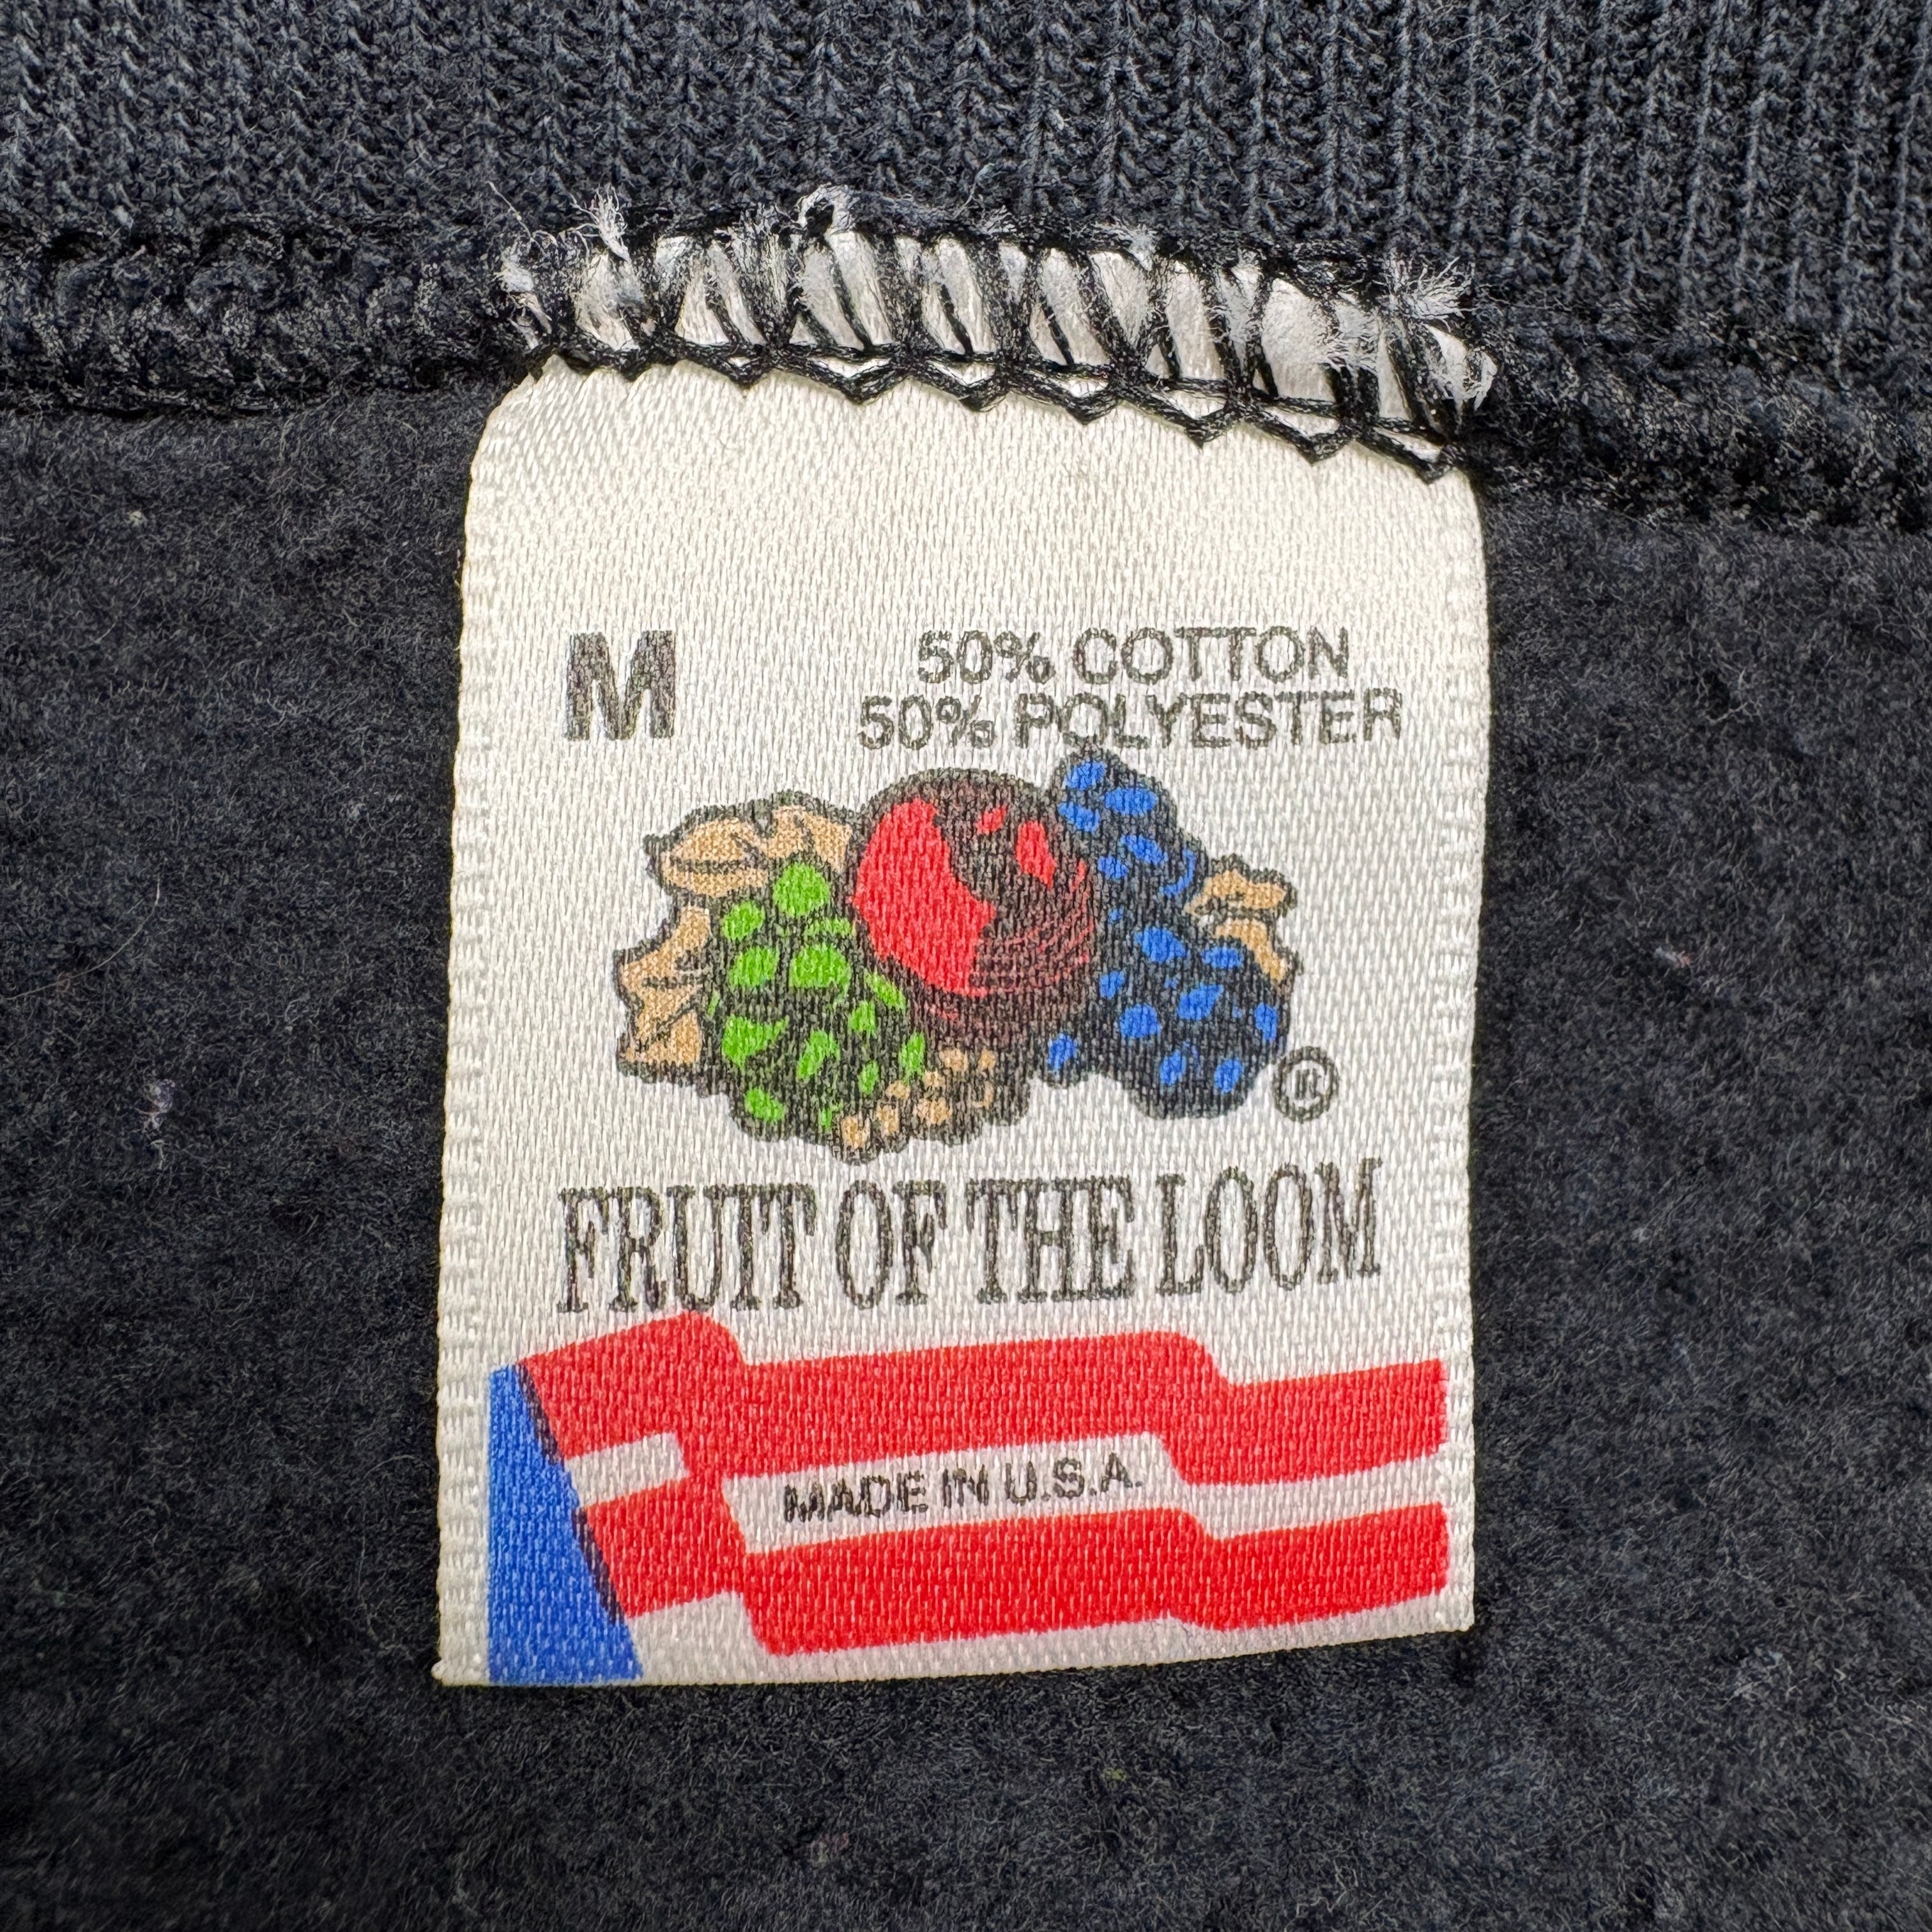 M
50% COTTON
50% POLYESTER
®
FRUIT OF THE LOOM
MADE IN U.S.A.